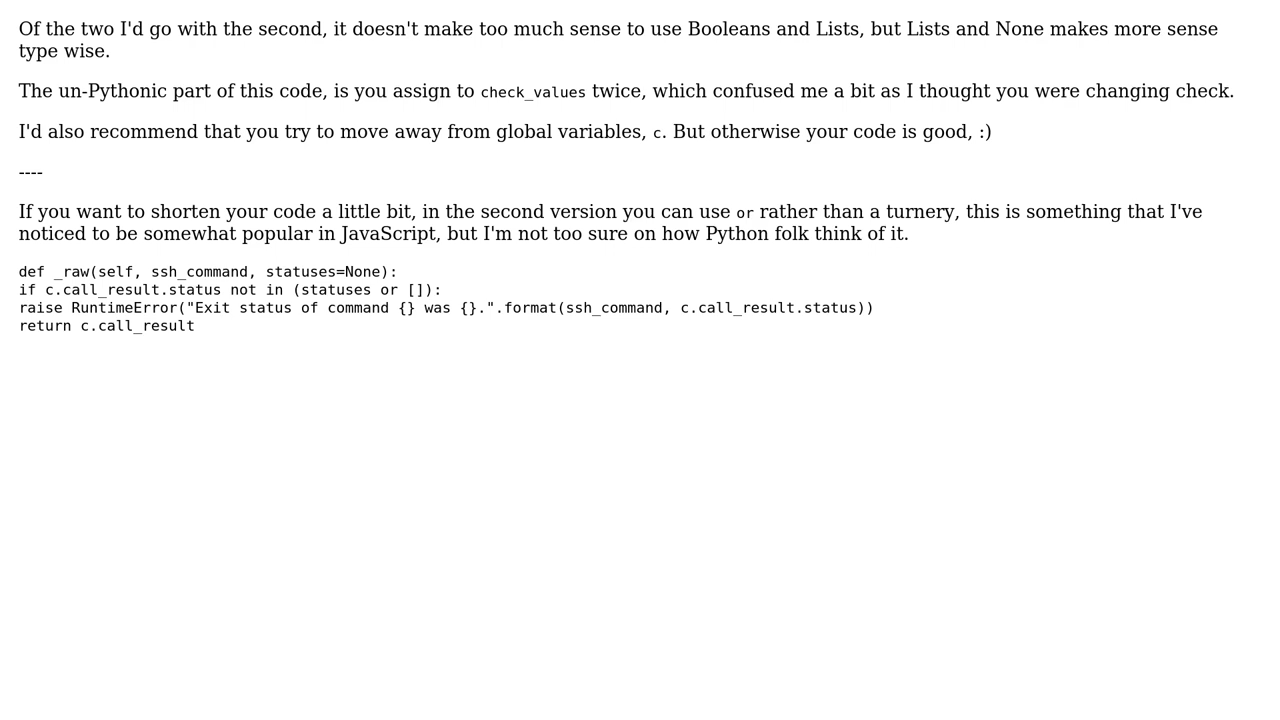 Of the two I'd go with the second, it doesn't make too much sense to use Booleans and Lists, but Lists and None makes more sense
type wise.
The un-Pythonic part of this code, is you assign to check_values twice, which confused me a bit as I thought you were changing check.
I'd also recommend that you try to move away from global variables, c. But otherwise your code is good, :)
----
If you want to shorten your code a little bit, in the second version you can use or rather than a turnery, this is something that I've
noticed to be somewhat popular in JavaScript, but I'm not too sure on how Python folk think of it.
def _raw(self, ssh_command, statuses=None):
if c.call_result.status not in (statuses or []):
raise RuntimeError("Exit status of command {} was {}.".format(ssh_command, c.call_result.status))
return c.call_result